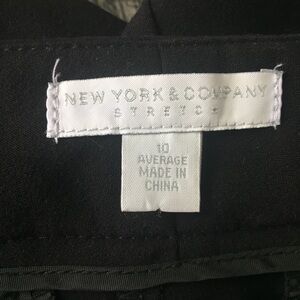 NEW YORK & COMPANY
STRETCH
10
AVERAGE
MADE IN
CHINA